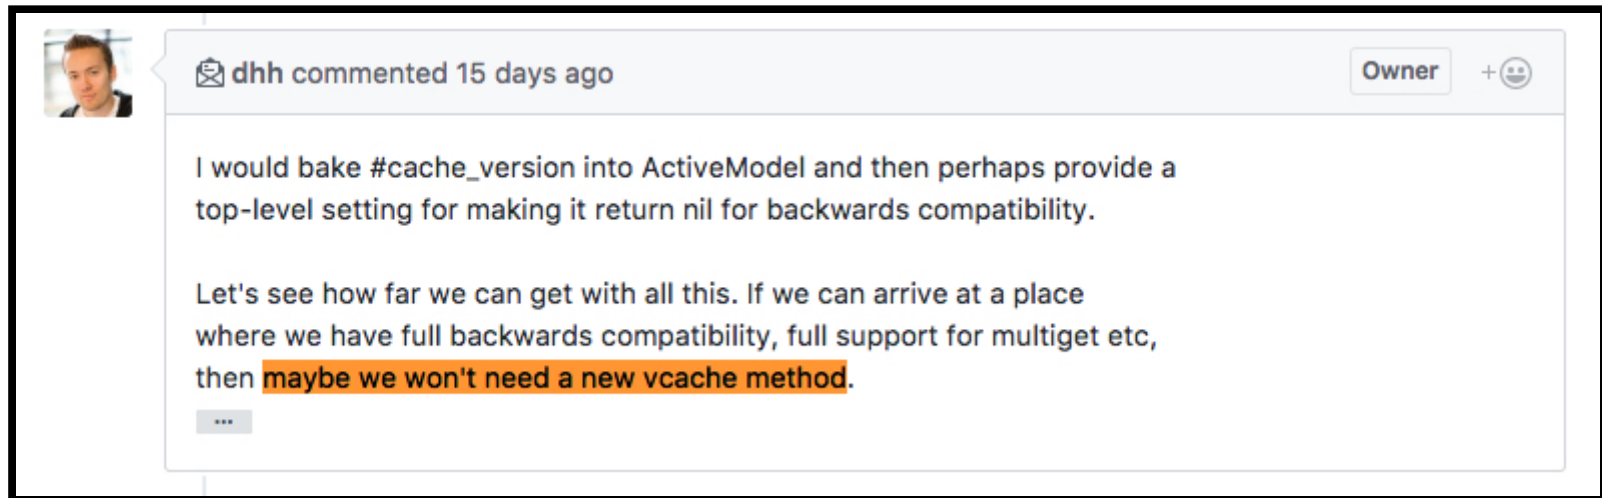 dhh commented 15 days ago
Owner
+
I would bake #cache_version into ActiveModel and then perhaps provide a
top-level setting for making it return nil for backwards compatibility.
Let's see how far we can get with all this. If we can arrive at a place
where we have full backwards compatibility, full support for multiget etc,
then maybe we won't need a new vcache method.
...